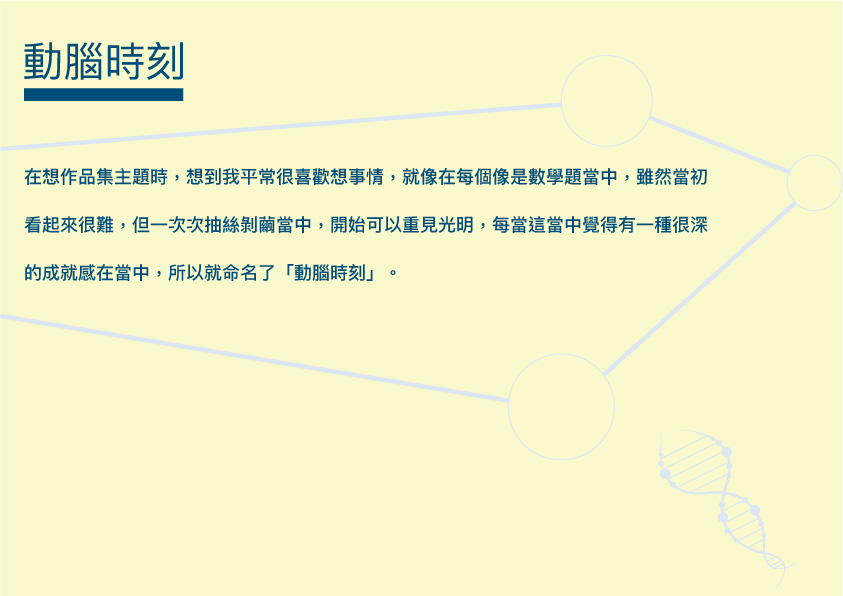 動腦時刻
在想作品集主題時，想到我平常很喜歡想事情，就像在每個像是數學題當中，雖然當初
看起來很難，但一次次抽絲剝繭當中，開始可以重見光明，每當這當中覺得有一種很深
的成就感在當中，所以就命名了「動腦時刻」。